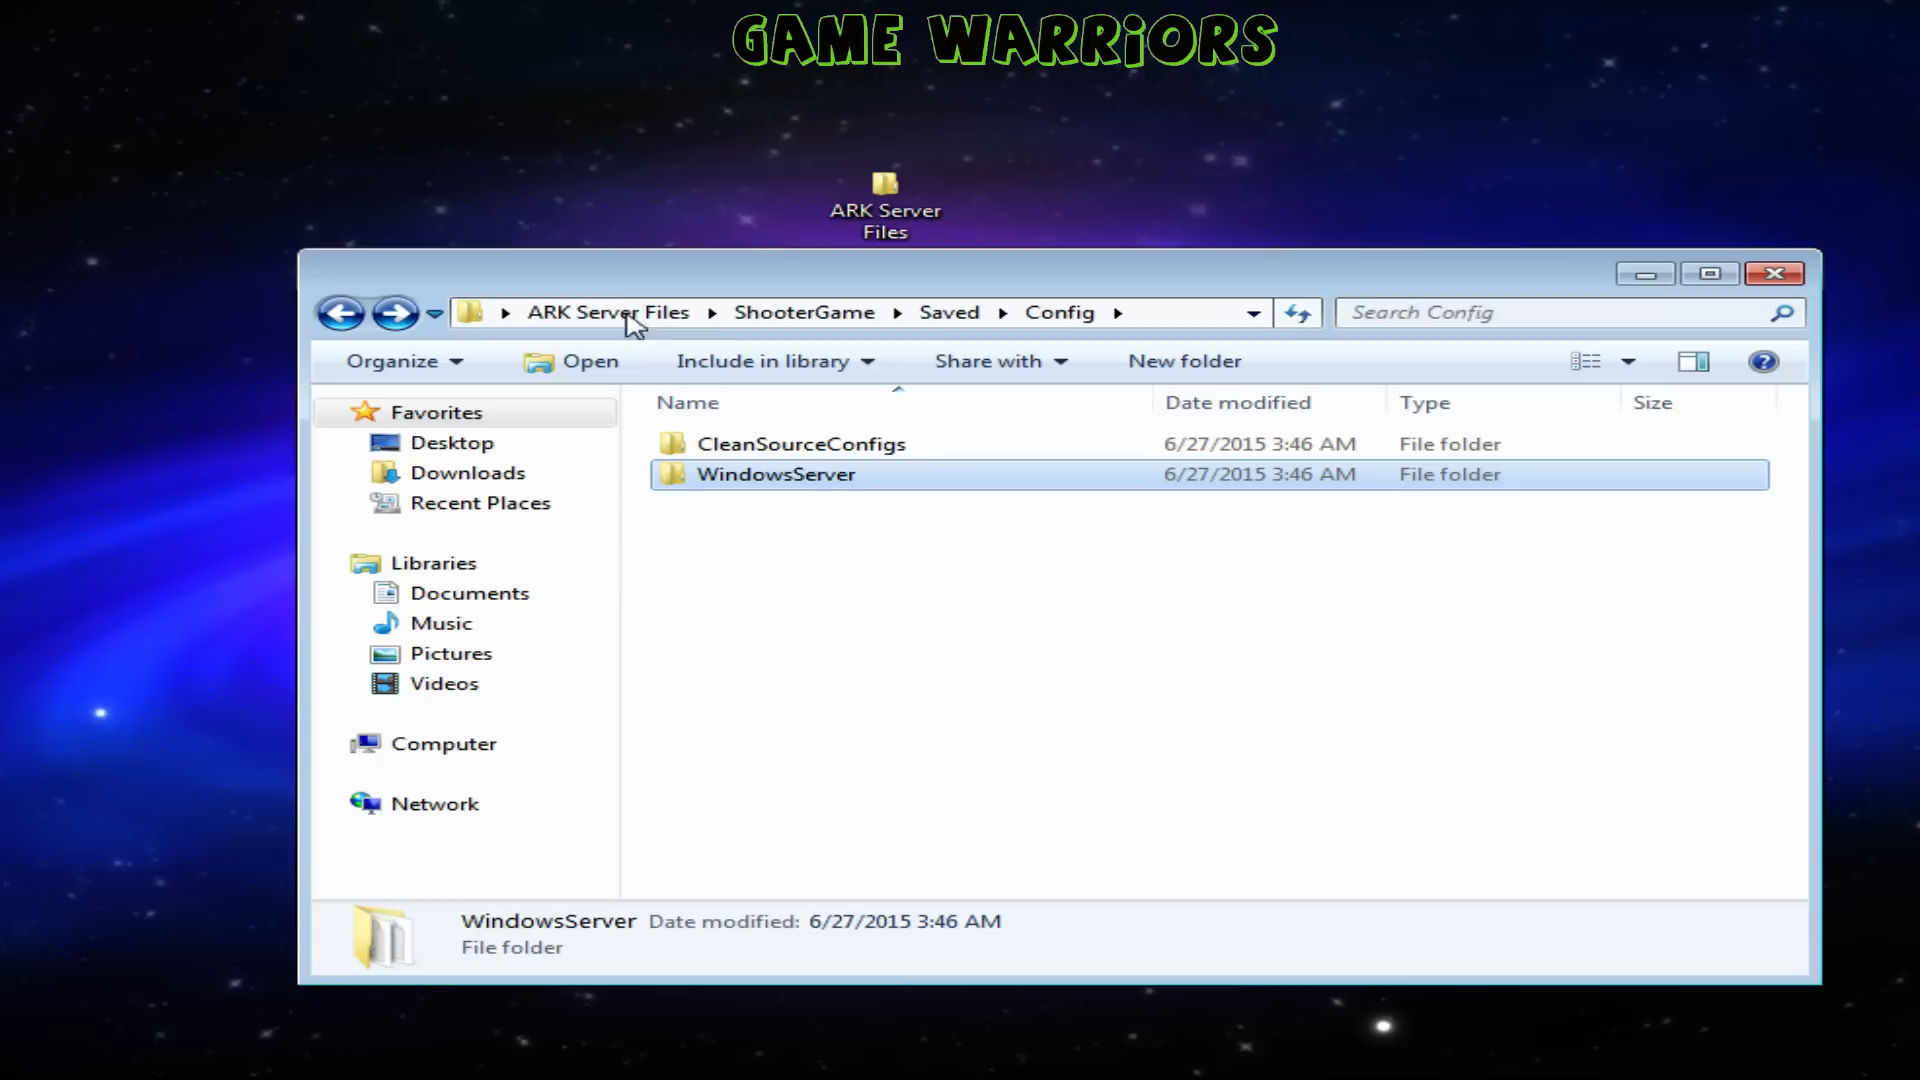 GAME WARRIORS
ARK Server
Files
ARK Server Files ShooterGame Saved Config Search Config
Organize Open Include in library Share with New folder
Name Date modified Type Size
Favorites
Desktop
Downloads
Recent Places
Libraries
Documents
Music
Pictures
Videos
Computer
Network
CleanSourceConfigs 6/27/2015 3:46 AM File folder
WindowsServer 6/27/2015 3:46 AM File folder
WindowsServer Date modified: 6/27/2015 3:46 AM
File folder